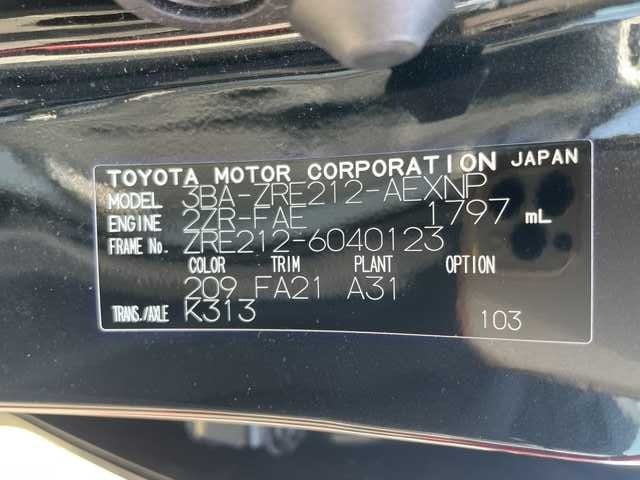 TOYOTA MOTOR CORPORATION JAPAN
MODEL 3BA-ZRE212-AEXNP
ENGINE 2ZR-FAE 1797 mL
FRAME No. ZRE212-6040123
COLOR TRIM PLANT OPTION
209 FA21 A31
TRANS./AXLE K313
103